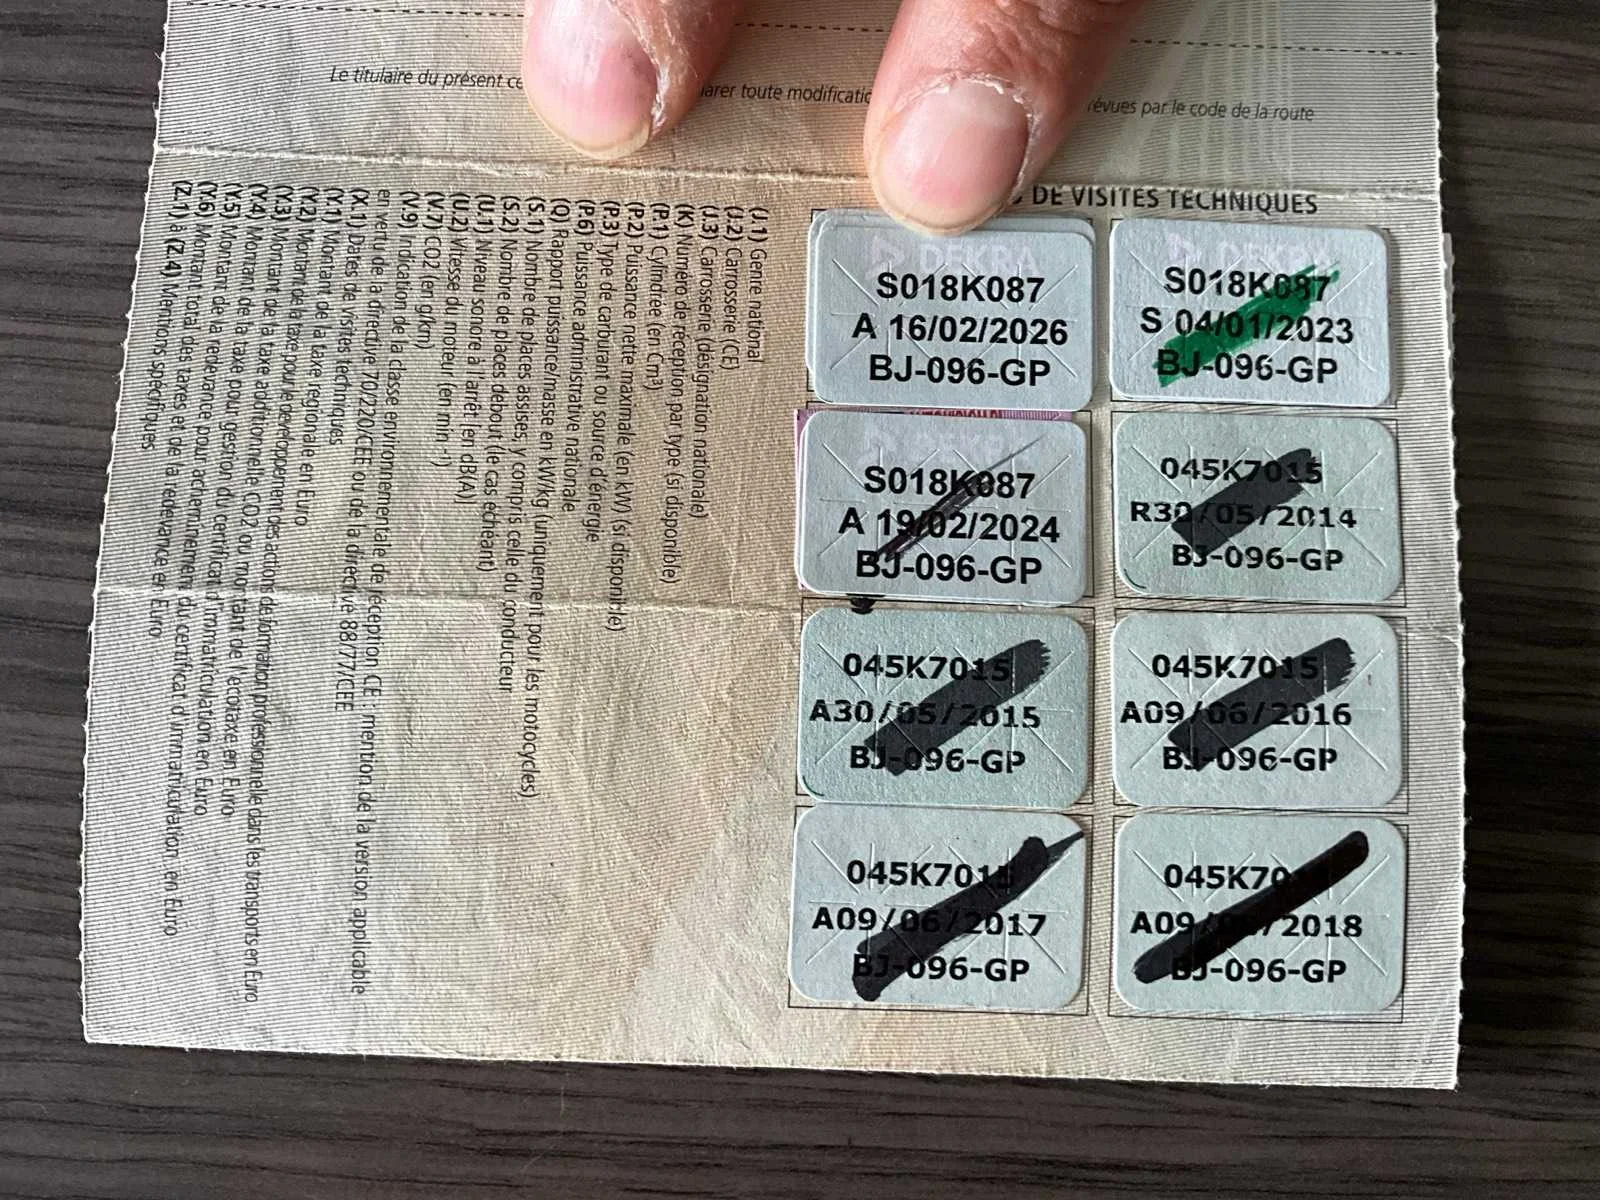 Le titulaire du présent toute par le code de la route
(J.1) Genre national
(J.2) Carrosserie (CE)
(J.3) Carrosserie (désignation nationale)
(K) Numéro de réception par type (si disponible)
(P.1) Cylindrée (en Cm³)
(P.2) Puissance nette maximale (en kW) (si disponible)
(P.3) Type de carburant ou source d'énergie
(P.6) Puissance administrative nationale
(Q) Rapport puissance/masse en kW/kg (uniquement pour les motocycles)
(S.1) Nombre de places assises, y compris celle du conducteur
(S.2) Nombre de places debout (le cas échéant)
(U.1) Niveau sonore à l'arrêt (en dB(A)
(U.2) Vitesse du moteur (en min⁻¹)
(V.7) CO2 (en g/km)
(V.9) Indication de la classe environnementale de réception CE ; mention de la version applicable
en vertu de la directive 70/220/CEE ou de la directive 88/77/CEE
(X.1) Dates de visites techniques
(Y.1) Montant de la taxe régionale en Euro
(Y.2) Montant de la taxe pour le développement des actions de formation professionnelle dans les transports en Euro
(Y.3) Montant de la taxe additionnelle CO2 ou montant de l'écotaxe, en Euro
(Y.4) Montant de la taxe pour gestion du certificat d'immatriculation, en Euro
(Y.5) Montant de la redevance pour acheminement du certificat d'immatriculation, en Euro
(Y.6) Montant total des taxes et de la redevance en Euro
(Z.1) à (Z.4) Mentions spécifiques
DE VISITES TECHNIQUES
DEKRA
S018K087
A 16/02/2026
BJ-096-GP
DEKRA
S018K087
S 04/01/2023
BJ-096-GP
DEKRA
S018K087
A 19/02/2024
BJ-096-GP
045K7015
R30/05/2014
BJ-096-GP
045K7015
A30/05/2015
BJ-096-GP
045K7015
A09/06/2016
BJ-096-GP
045K7015
A09/06/2017
BJ-096-GP
BJ-096-GP